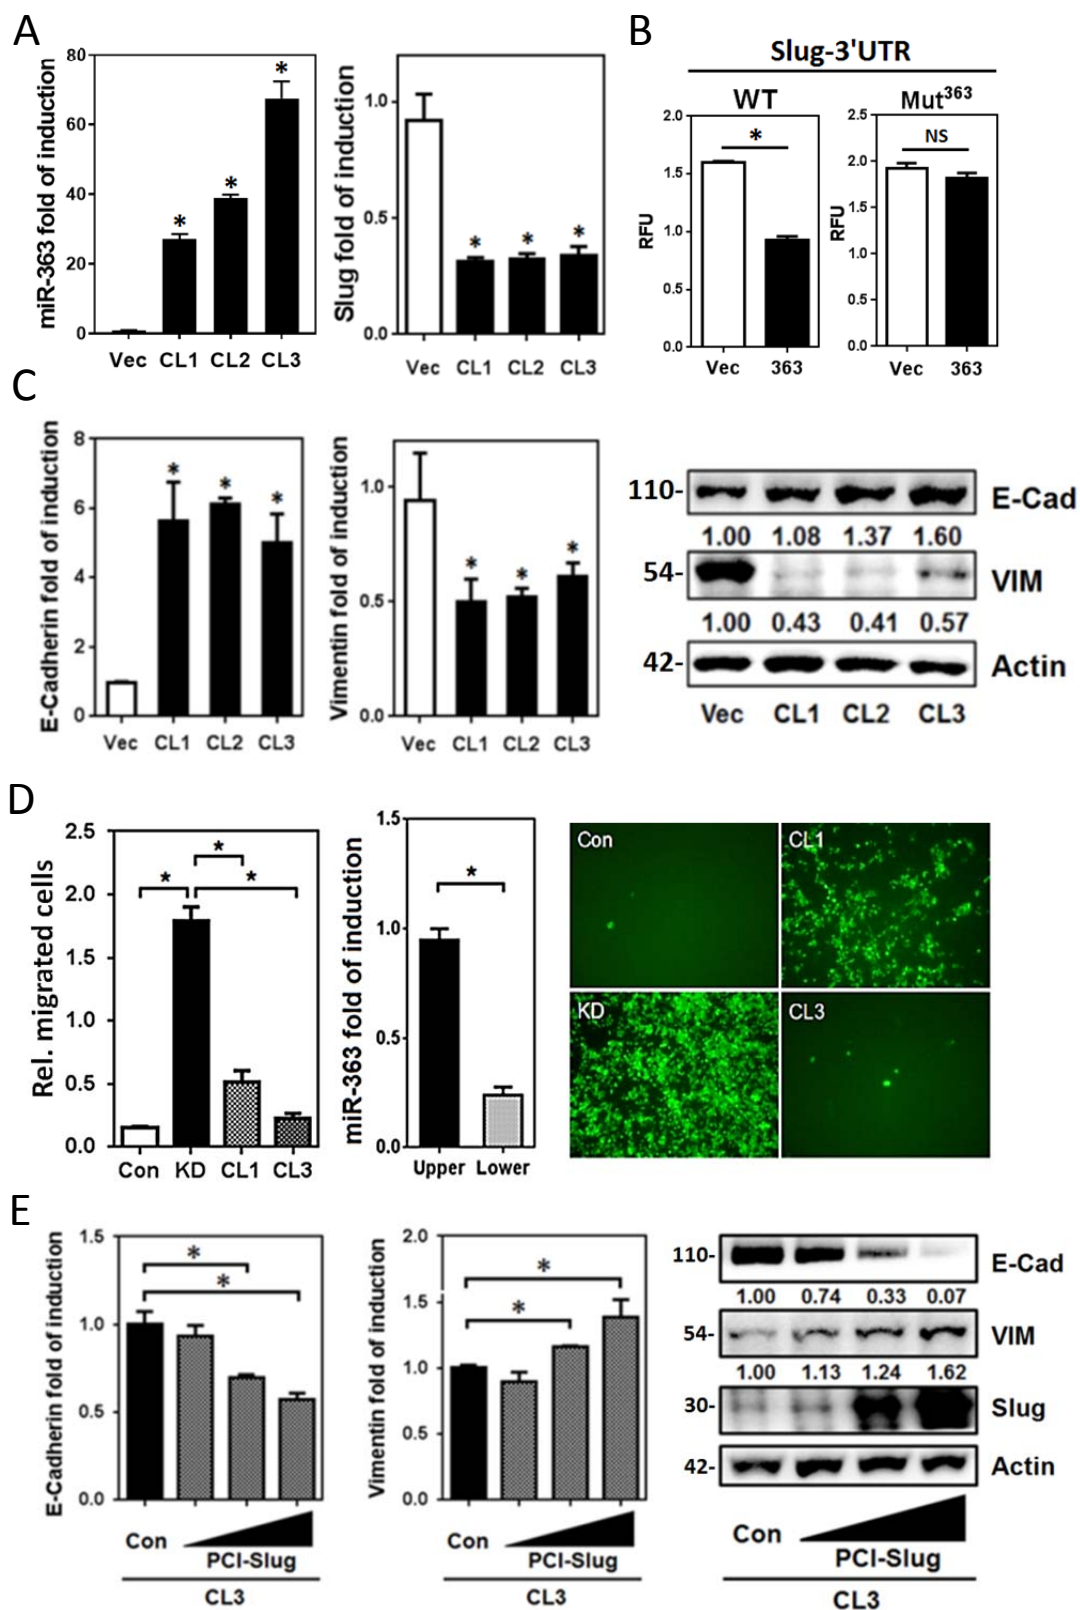 A
miR-363 fold of induction
80
60
40
20
0
* * *
Vec CL1 CL2 CL3
Slug fold of induction
1.0
0.5
0.0
* * *
Vec CL1 CL2 CL3
B
Slug-3'UTR
WT
RFU
2.0
1.5
1.0
0.5
0.0
*
Vec 363
Mut363
RFU
2.5
2.0
1.5
1.0
0.5
0.0
NS
Vec 363
C
E-Cadherin fold of induction
8
6
4
2
0
* * *
Vec CL1 CL2 CL3
Vimentin fold of induction
1.0
0.5
0.0
* * *
Vec CL1 CL2 CL3
110- E-Cad
1.00 1.08 1.37 1.60
54- VIM
1.00 0.43 0.41 0.57
42- Actin
Vec CL1 CL2 CL3
D
Rel. migrated cells
2.5
2.0
1.5
1.0
0.5
0.0
* * *
Con KD CL1 CL3
miR-363 fold of induction
1.5
1.0
0.5
0.0
*
Upper Lower
Con CL1
KD CL3
E
E-Cadherin fold of induction
1.5
1.0
0.5
0.0
*
*
Con
PCI-Slug
CL3
Vimentin fold of induction
2.0
1.5
1.0
0.5
0.0
*
*
Con
PCI-Slug
CL3
110- E-Cad
1.00 0.74 0.33 0.07
54- VIM
1.00 1.13 1.24 1.62
30- Slug
42- Actin
Con
PCI-Slug
CL3